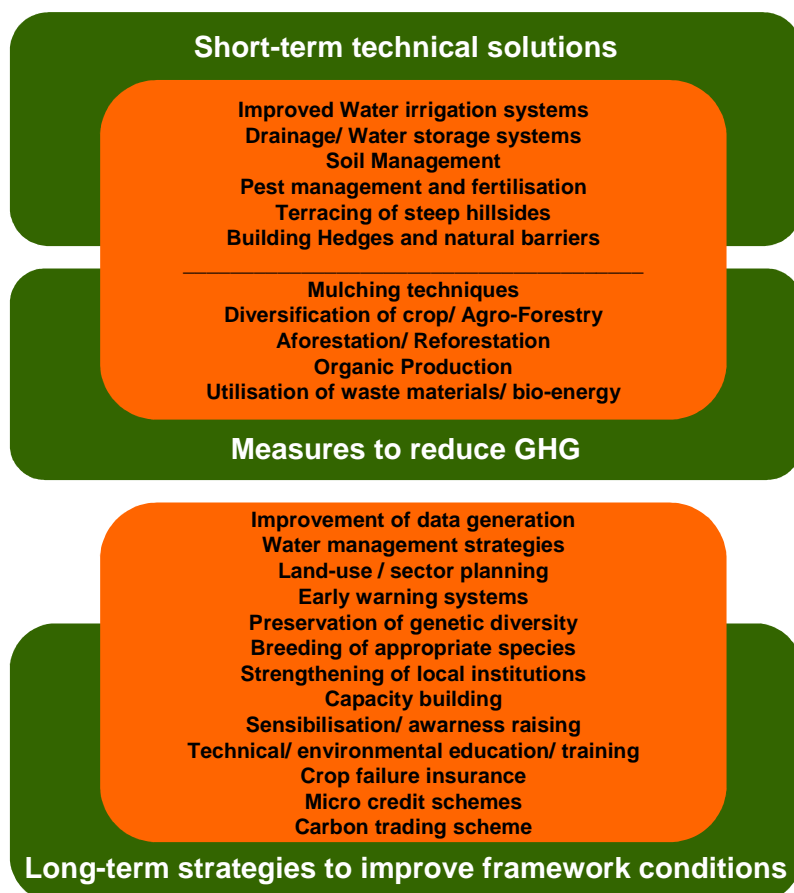 Short-term technical solutions
Improved Water irrigation systems
Drainage/ Water storage systems
Soil Management
Pest management and fertilisation
Terracing of steep hillsides
Building Hedges and natural barriers
Mulching techniques
Diversification of crop/ Agro-Forestry
Aforestation/ Reforestation
Organic Production
Utilisation of waste materials/ bio-energy
Measures to reduce GHG
Improvement of data generation
Water management strategies
Land-use / sector planning
Early warning systems
Preservation of genetic diversity
Breeding of appropriate species
Strengthening of local institutions
Capacity building
Sensibilisation/ awarness raising
Technical/ environmental education/ training
Crop failure insurance
Micro credit schemes
Carbon trading scheme
Long-term strategies to improve framework conditions